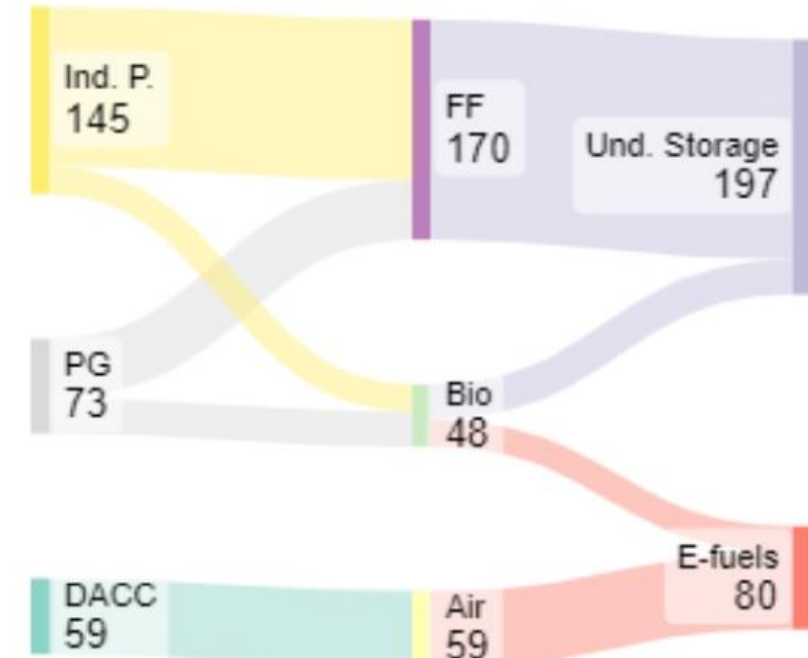 Ind. P.
145
FF
170
Und. Storage
197
PG
73
Bio
48
E-fuels
80
DACC
59
Air
59